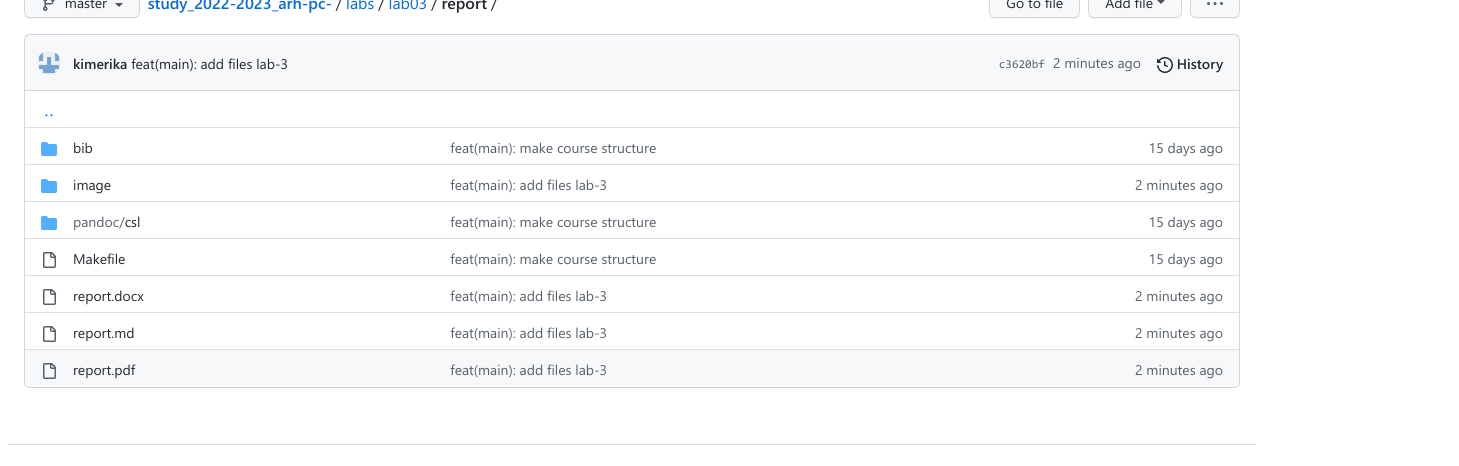 master study_2022-2023_arh-pc- / labs / lab03 / report / Go to file Add file ...
kimerika feat(main): add files lab-3 c3620bf 2 minutes ago History
..
bib feat(main): make course structure 15 days ago
image feat(main): add files lab-3 2 minutes ago
pandoc/csl feat(main): make course structure 15 days ago
Makefile feat(main): make course structure 15 days ago
report.docx feat(main): add files lab-3 2 minutes ago
report.md feat(main): add files lab-3 2 minutes ago
report.pdf feat(main): add files lab-3 2 minutes ago